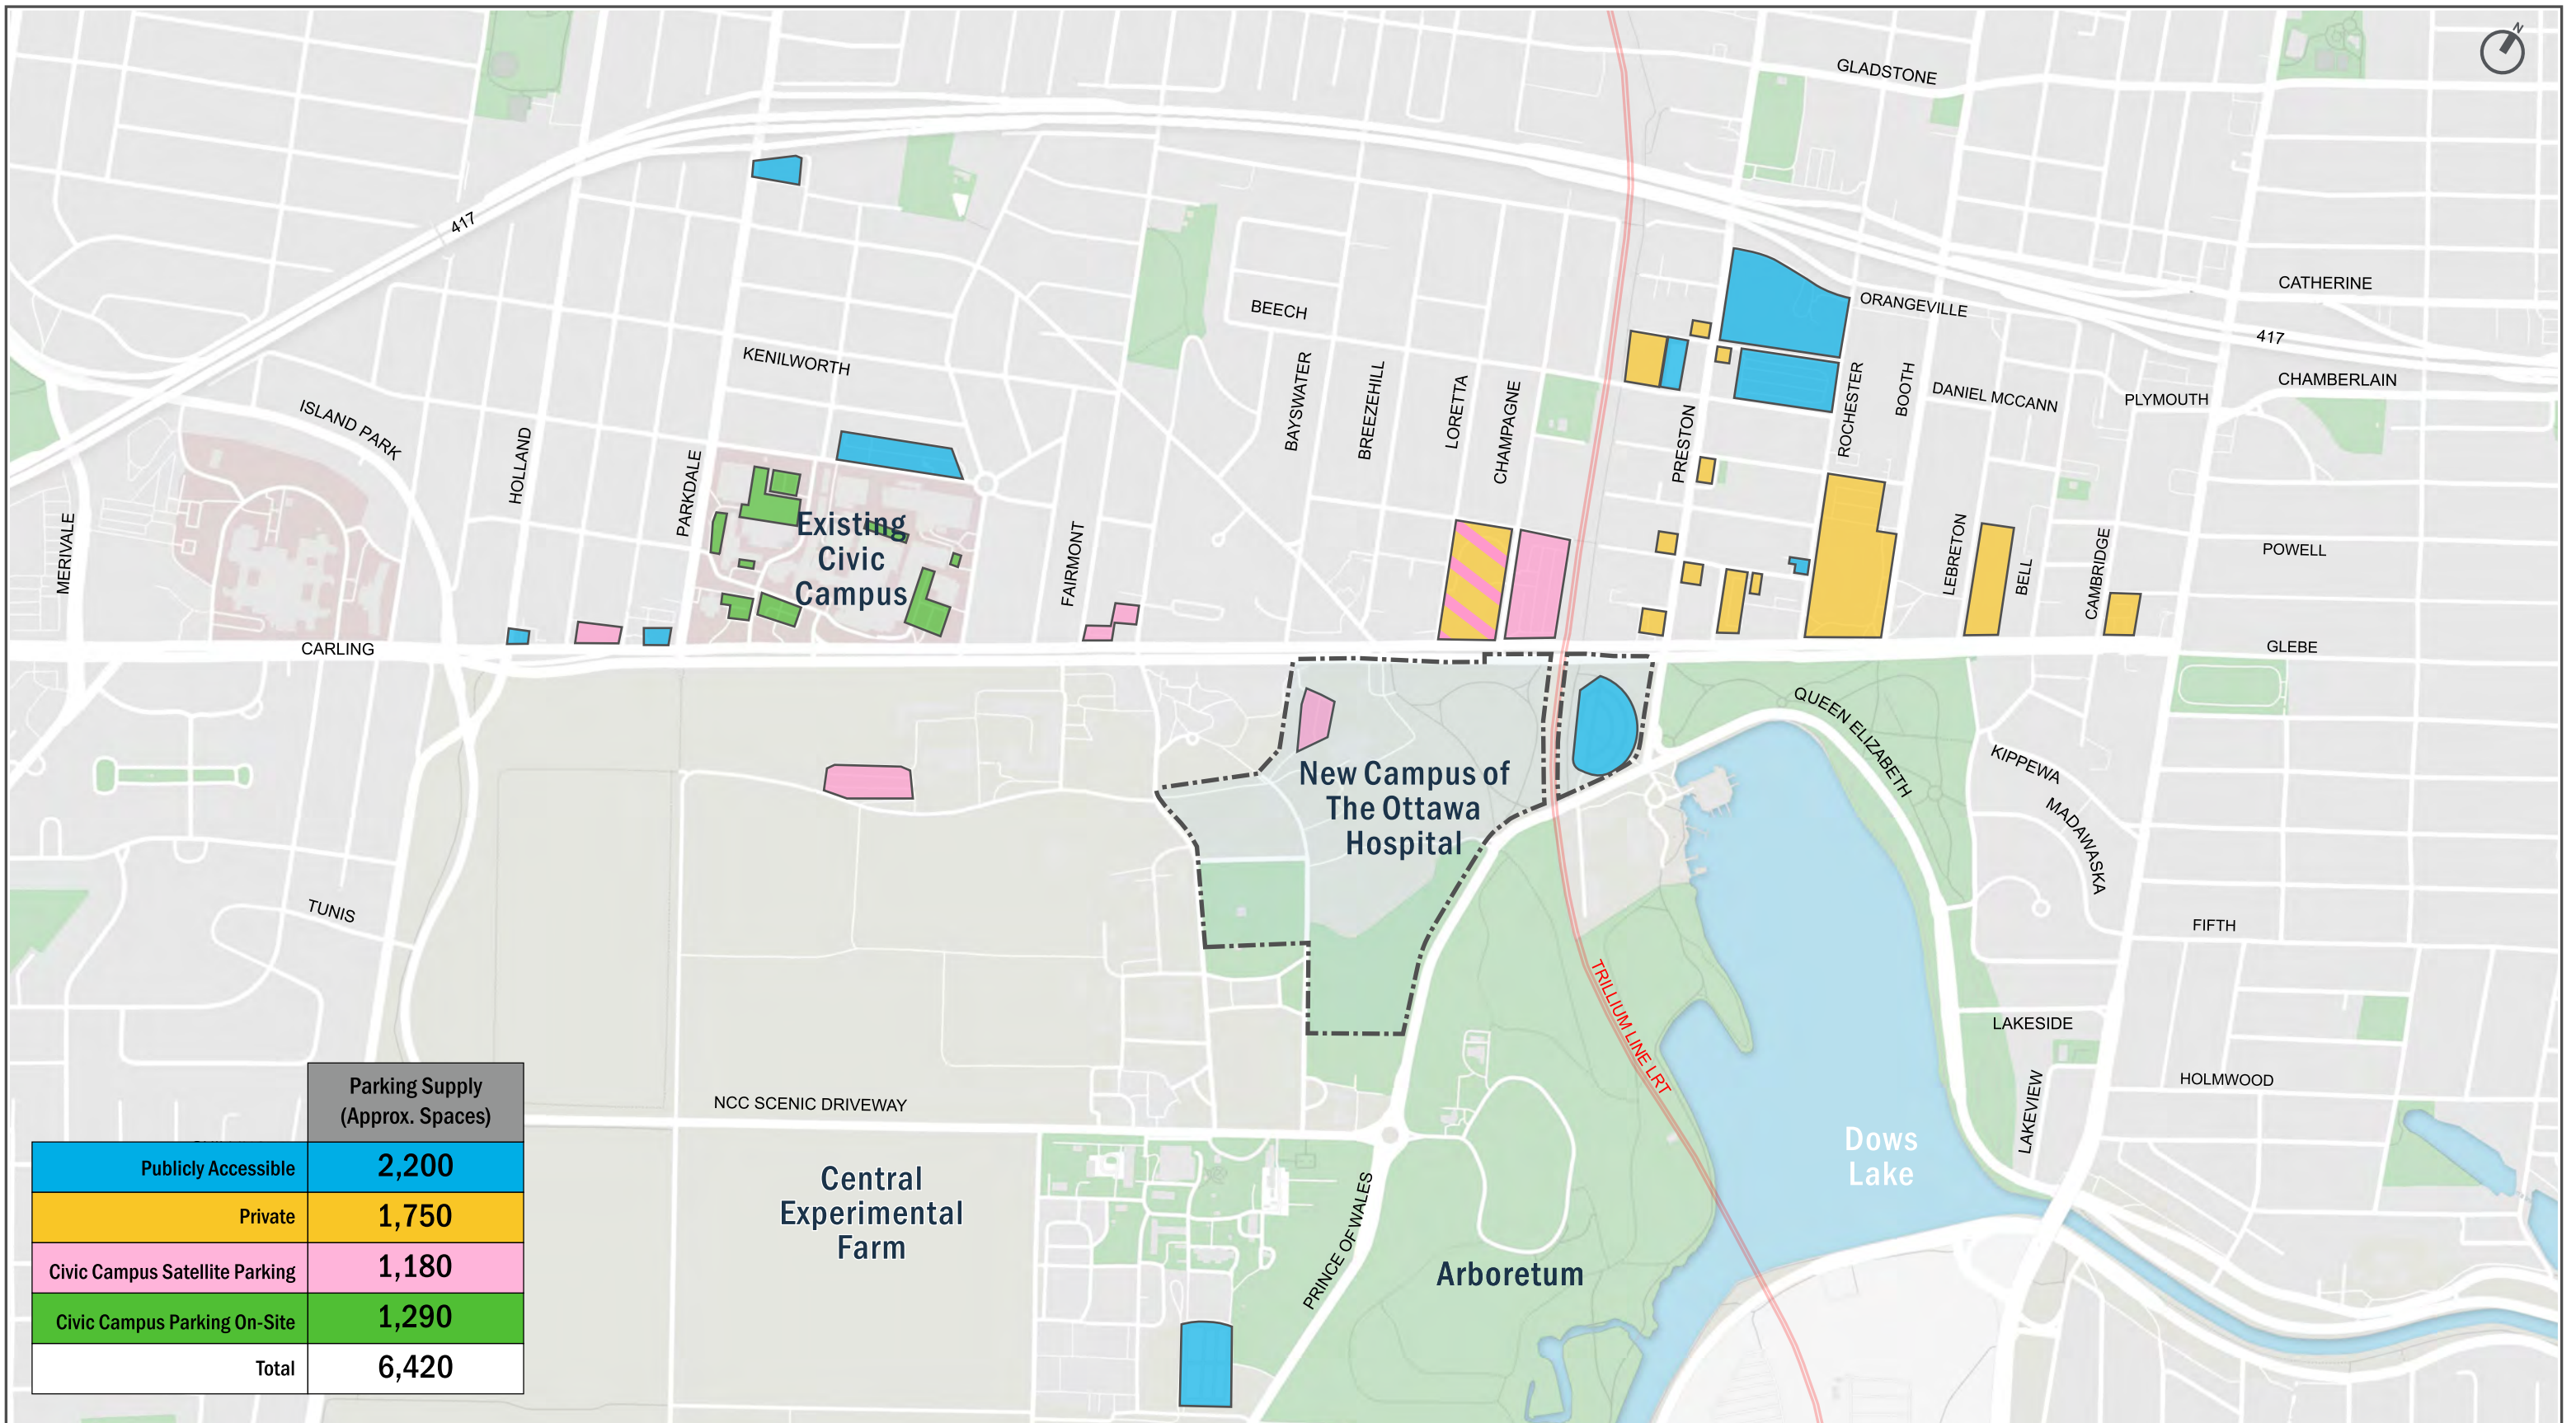 N
GLADSTONE
417
CATHERINE
ORANGEVILLE
BEECH
417
KENILWORTH
CHAMBERLAIN
DANIEL MCCANN
PLYMOUTH
ISLAND PARK
BAYSWATER
BREEZEHILL
LORETTA
CHAMPAGNE
PRESTON
ROCHESTER
BOOTH
HOLLAND
PARKDALE
MERIVALE
FAIRMONT
LEBRETON
BELL
CAMBRIDGE
POWELL
Existing
Civic
Campus
CARLING
GLEBE
QUEEN ELIZABETH
KIPPEWA
MADAWASKA
New Campus of
The Ottawa
Hospital
TUNIS
FIFTH
TRILLIUM LINE LRT
LAKESIDE
HOLMWOOD
LAKEVIEW
NCC SCENIC DRIVEWAY
Dows
Lake
Central
Experimental
Farm
PRINCE OF WALES
Arboretum
Parking Supply
(Approx. Spaces)
Publicly Accessible 2,200
Private 1,750
Civic Campus Satellite Parking 1,180
Civic Campus Parking On-Site 1,290
Total 6,420